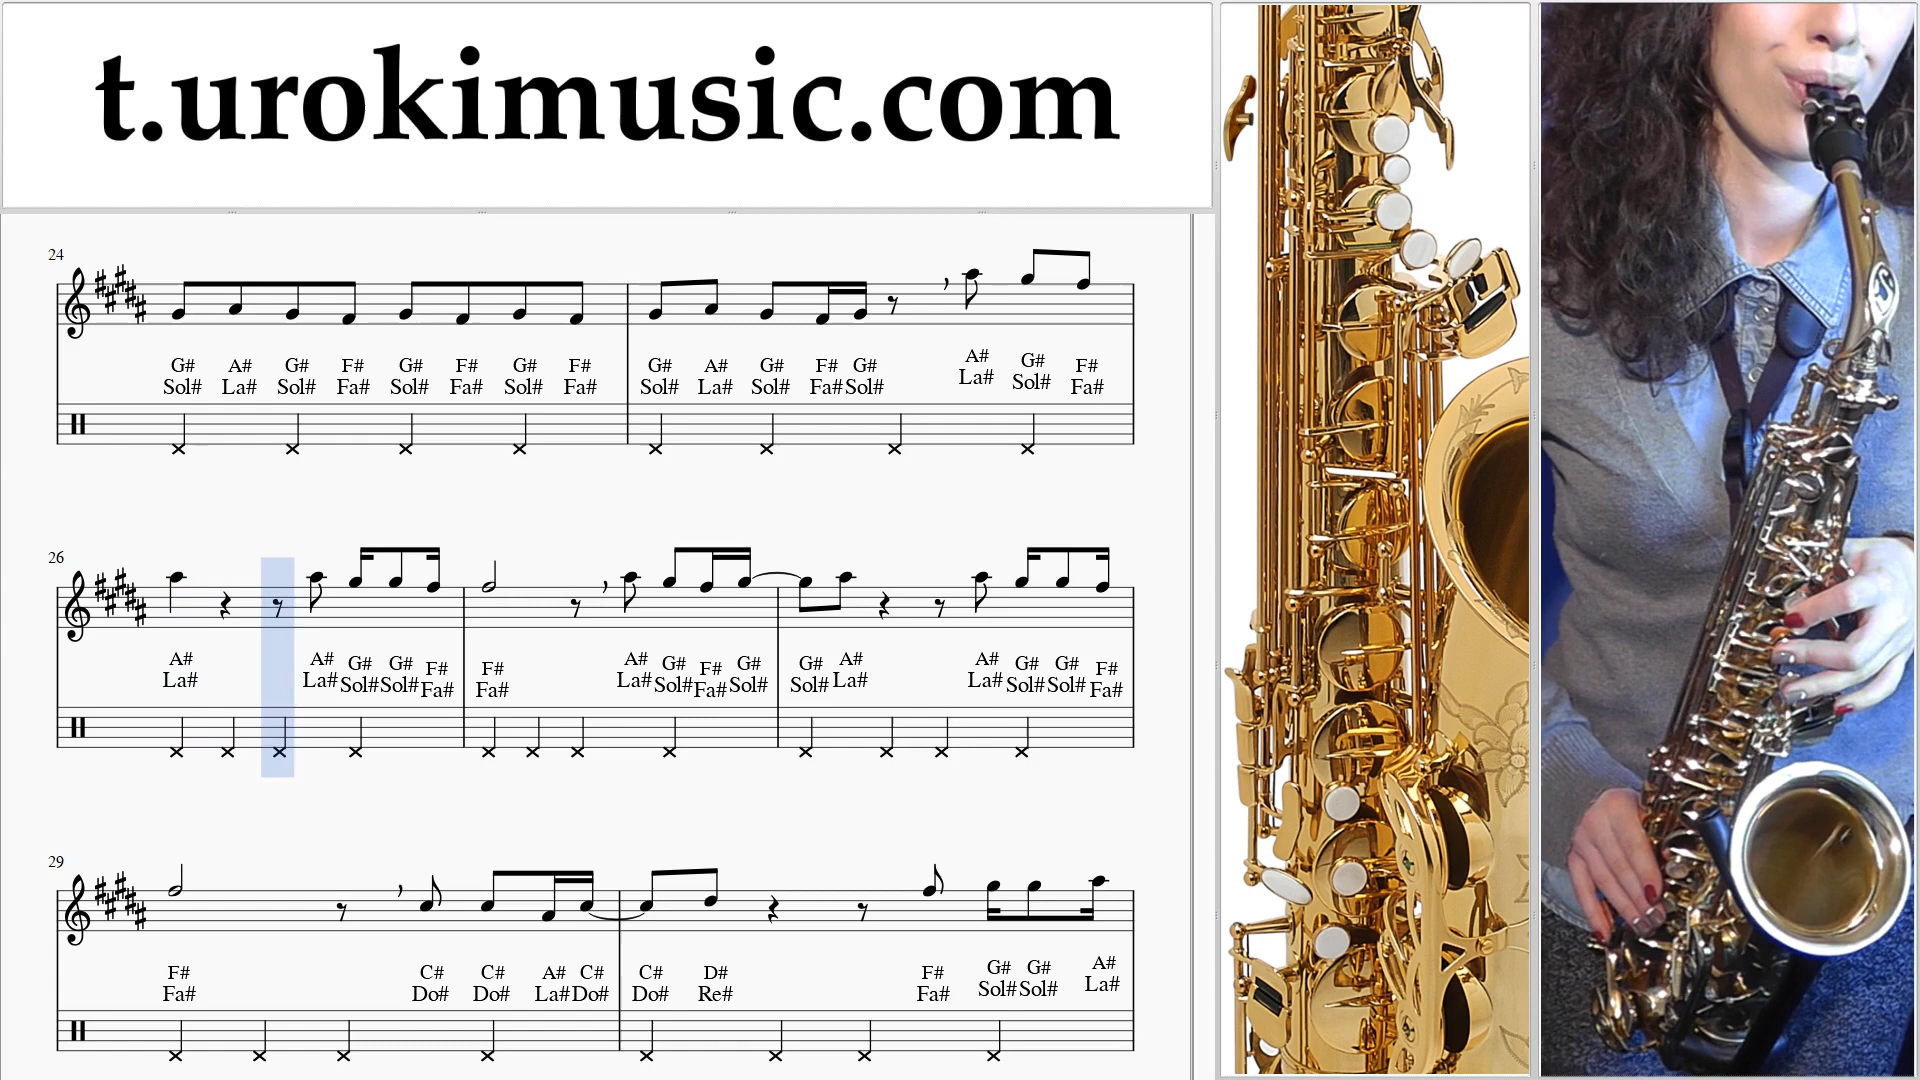 t.urokimusic.com
24
G# A# G# F# G# F# G# F# G# A# G# F# G# A# G# F#
Sol# La# Sol# Fa# Sol# Fa# Sol# Fa# Sol# La# Sol# Fa# Sol# La# Sol# Fa#
26
A# A# G# G# F# F# A# G# F# G# G# A# A# G# G# F#
La# La# Sol# Sol# Fa# Fa# La# Sol# Fa# Sol# Sol# La# La# Sol# Sol# Fa#
29
F# C# C# A# C# C# D# F# G# G# A#
Fa# Do# Do# La# Do# Do# Re# Fa# Sol# Sol# La#